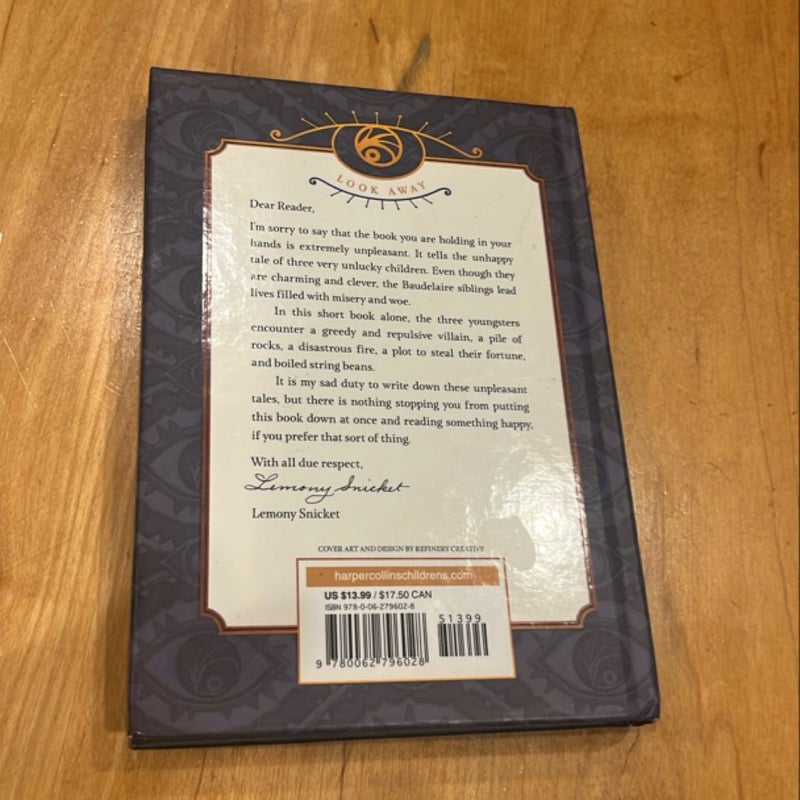 LOOK AWAY
Dear Reader,
I'm sorry to say that the book you are holding in your
hands is extremely unpleasant. It tells the unhappy
tale of three very unlucky children. Even though they
are charming and clever, the Baudelaire siblings lead
lives filled with misery and woe.
In this short book alone, the three youngsters
encounter a greedy and repulsive villain, a pile of
rocks, a disastrous fire, a plot to steal their fortune,
and boiled string beans.
It is my sad duty to write down these unpleasant
tales, but there is nothing stopping you from putting
this book down at once and reading something happy,
if you prefer that sort of thing.
With all due respect,
Lemony Snicket
Lemony Snicket
COVER ART AND DESIGN BY REFINERY CREATIVE
harpercollinschildrens.com
US $13.99 / $17.50 CAN
ISBN 978-0-06-279602-8
51399
9 780062 796028